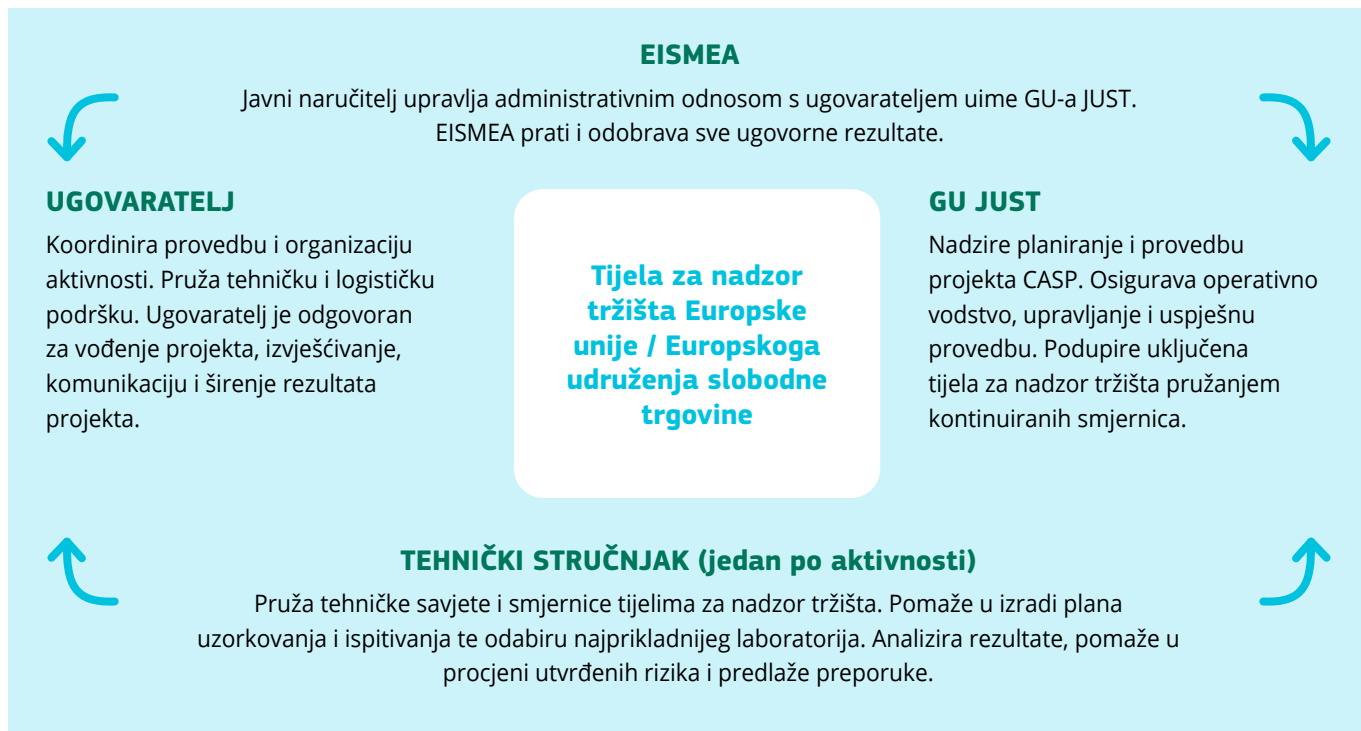 EISMEA
Javni naručitelj upravlja administrativnim odnosom s ugovarateljem uime GU-a JUST.
EISMEA prati i odobrava sve ugovorne rezultate.
UGOVARATELJ
Koordinira provedbu i organizaciju
aktivnosti. Pruža tehničku i logističku
podršku. Ugovaratelj je odgovoran
za vođenje projekta, izvješćivanje,
komunikaciju i širenje rezultata
projekta.
Tijela za nadzor
tržišta Europske
unije / Europskoga
udruženja slobodne
trgovine
GU JUST
Nadzire planiranje i provedbu
projekta CASP. Osigurava operativno
vodstvo, upravljanje i uspješnu
provedbu. Podupire uključena
tijela za nadzor tržišta pružanjem
kontinuiranih smjernica.
TEHNIČKI STRUČNJAK (jedan po aktivnosti)
Pruža tehničke savjete i smjernice tijelima za nadzor tržišta. Pomaže u izradi plana
uzorkovanja i ispitivanja te odabiru najprikladnijeg laboratorija. Analizira rezultate, pomaže u
procjeni utvrđenih rizika i predlaže preporuke.